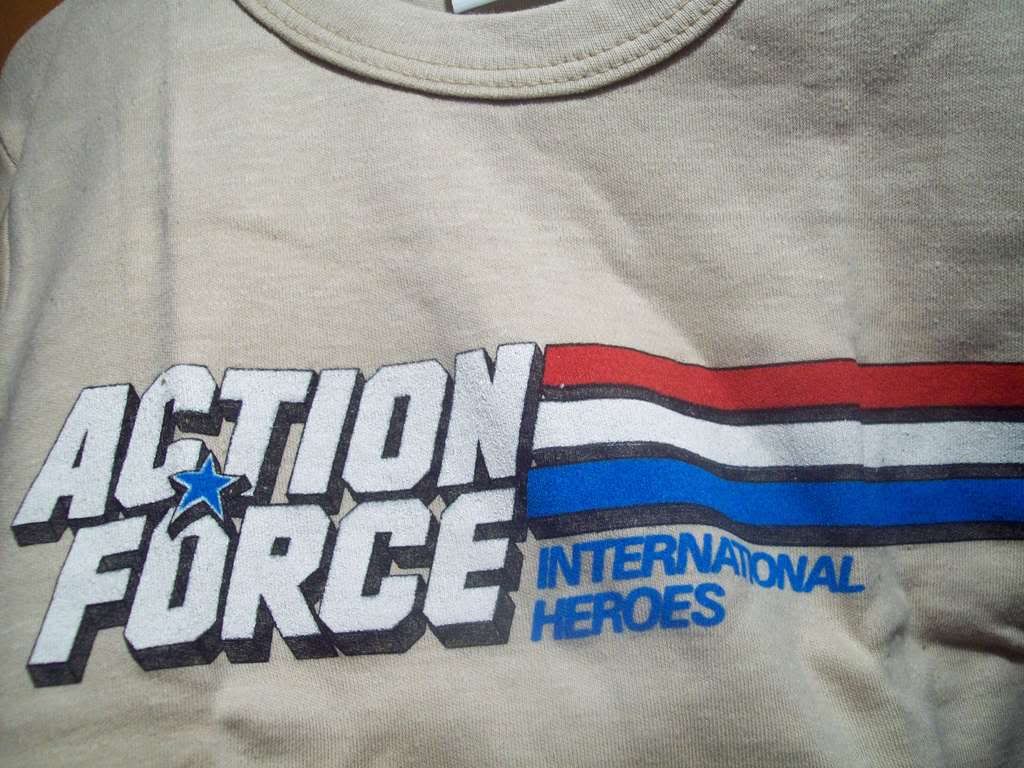 ACTION
FORCE
INTERNATIONAL
HEROES